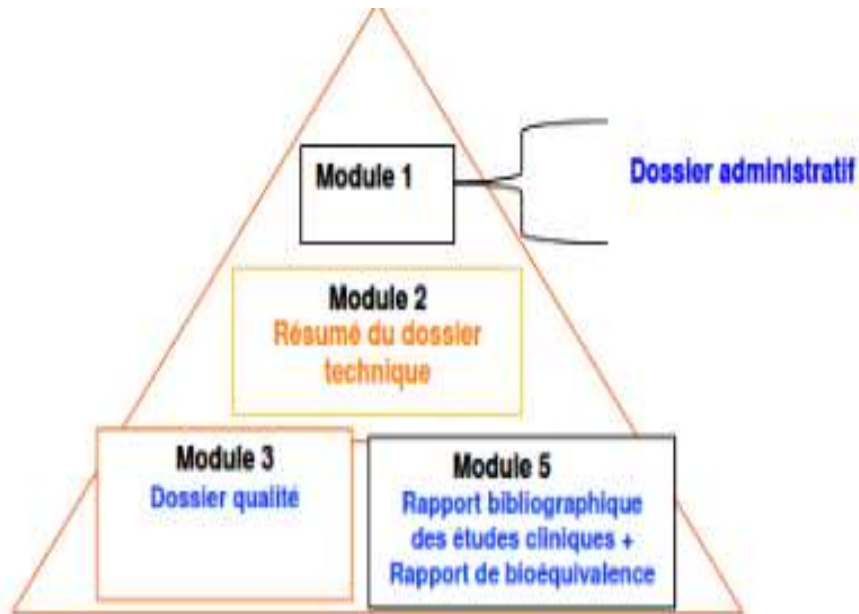 Module 1
Dossier administratif
Module 2
Résumé du dossier
technique
Module 3
Dossier qualité
Module 5
Rapport bibliographique
des études cliniques +
Rapport de bioéquivalence